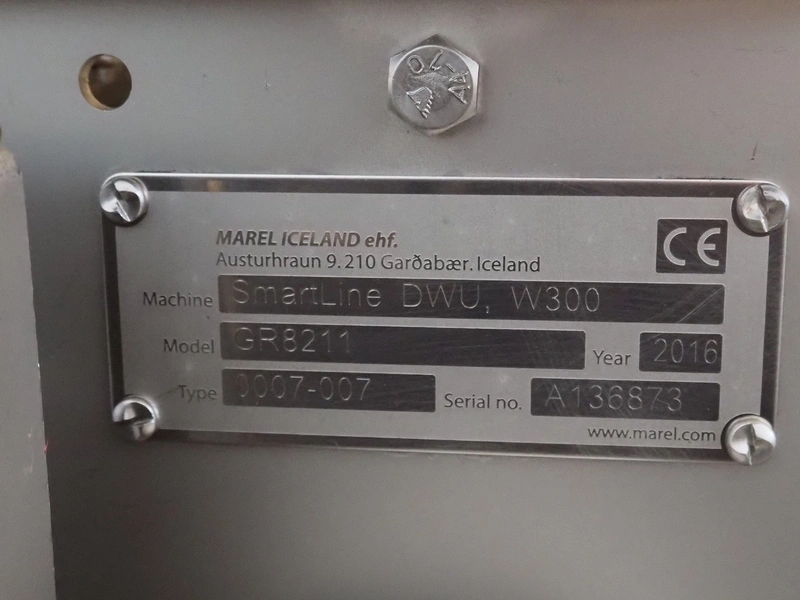 MAREL ICELAND ehf.
Austurhraun 9. 210 Garðabær. Iceland
CE
Machine SmartLine DWU, W300
Model GR8211 Year 2016
Type 0007-007 Serial no. A136873
www.marel.com